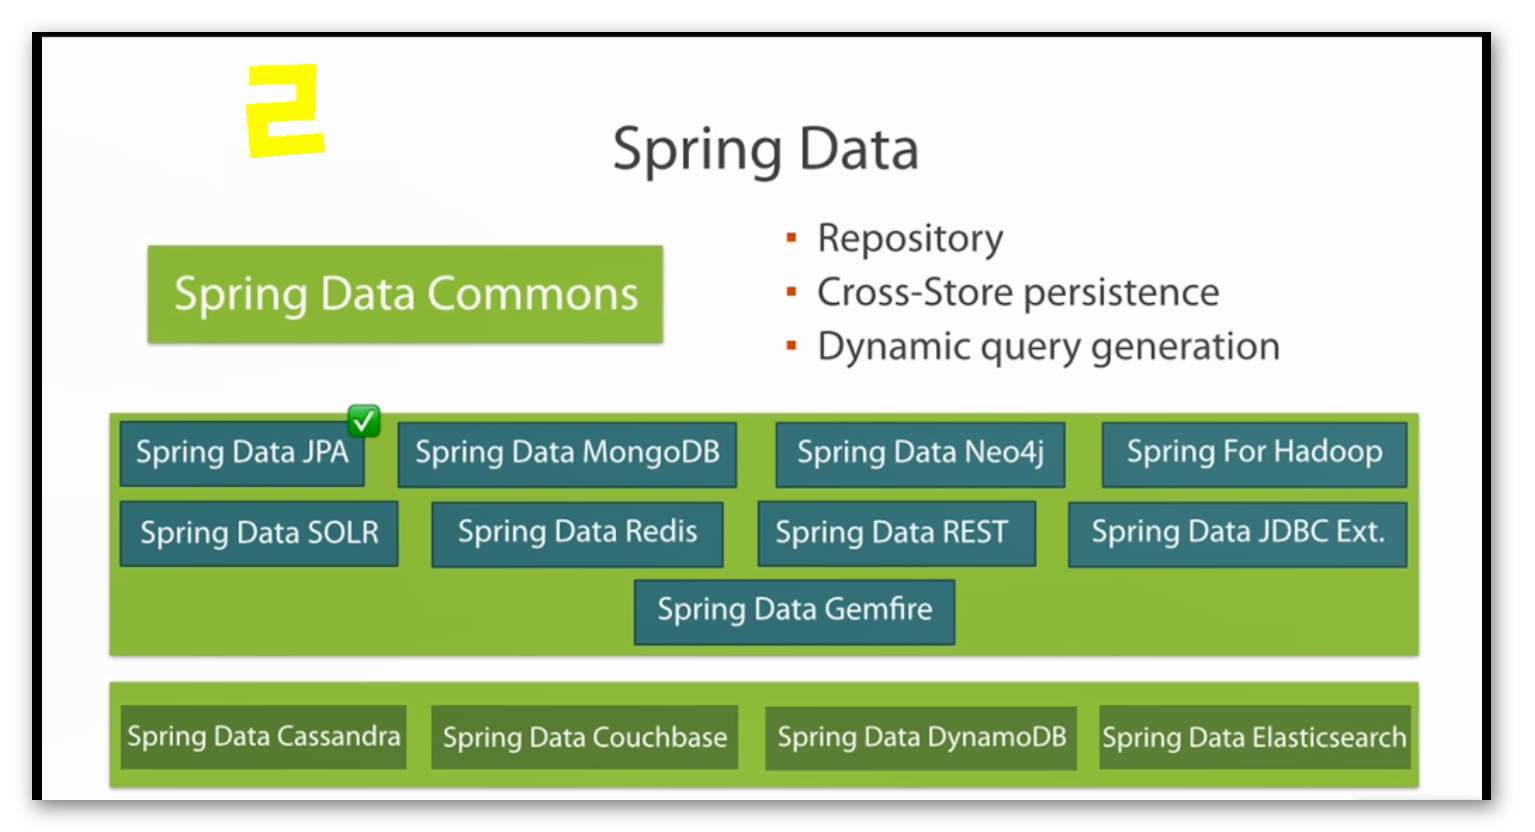 2
Spring Data
Spring Data Commons
Repository
Cross-Store persistence
Dynamic query generation
Spring Data JPA
Spring Data MongoDB
Spring Data Neo4j
Spring For Hadoop
Spring Data SOLR
Spring Data Redis
Spring Data REST
Spring Data JDBC Ext.
Spring Data Gemfire
Spring Data Cassandra
Spring Data Couchbase
Spring Data DynamoDB
Spring Data Elasticsearch